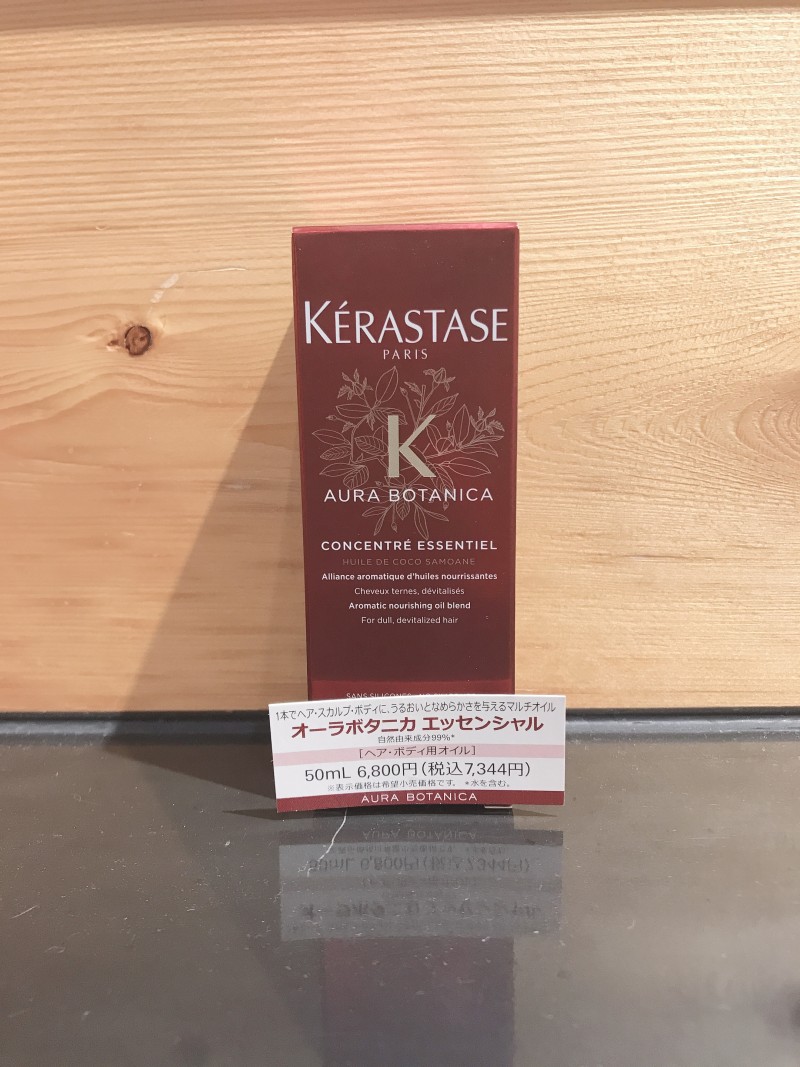 KÉRASTASE
PARIS
K
AURA BOTANICA
CONCENTRÉ ESSENTIEL
HUILE DE COCO SAMOANE
Alliance aromatique d'huiles nourrissantes
Cheveux ternes, dévitalisés
Aromatic nourishing oil blend
For dull, devitalized hair
1本でヘア・スカルプ・ボディに、うるおいとなめらかさを与えるマルチオイル
オーラボタニカ エッセンシャル
自然由来成分99%*
[ヘア・ボディ用オイル]
50mL 6,800円(税込7,344円)
※表示価格は希望小売価格です。 *水を含む。
AURA BOTANICA